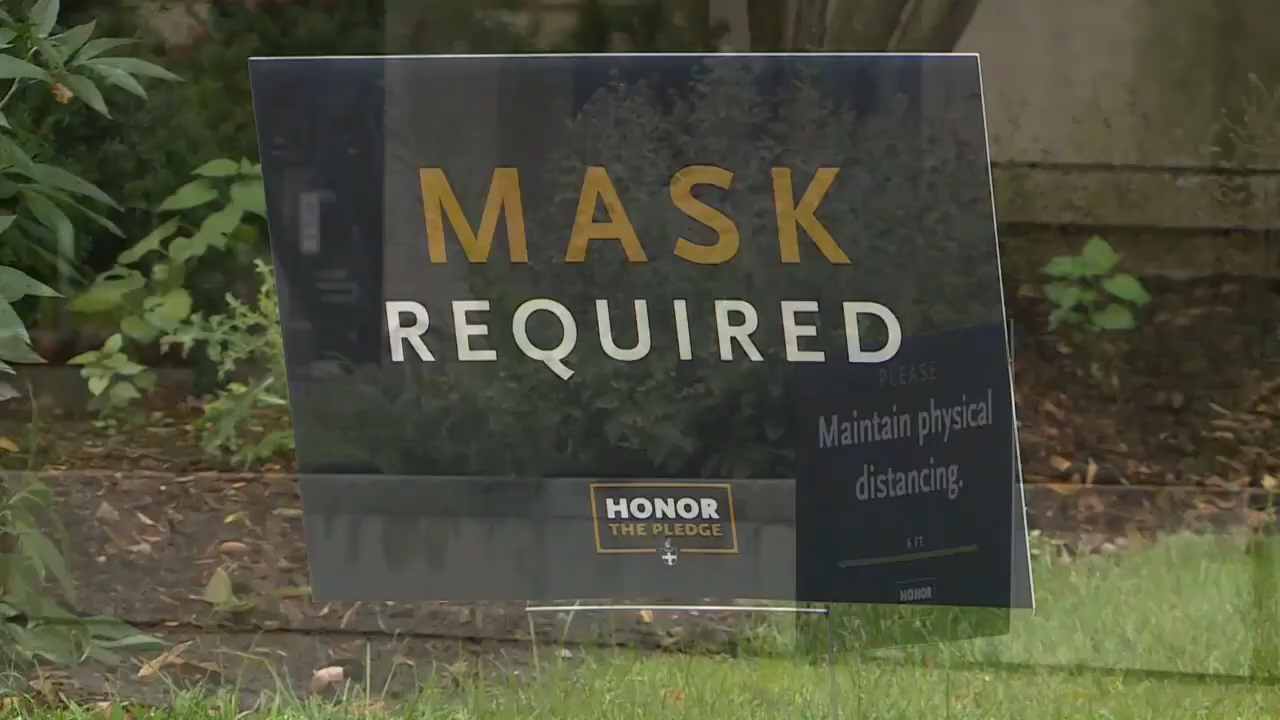 MASK
REQUIRED
PLEASE
Maintain physical
distancing.
6 FT
HONOR
THE PLEDGE
HONOR